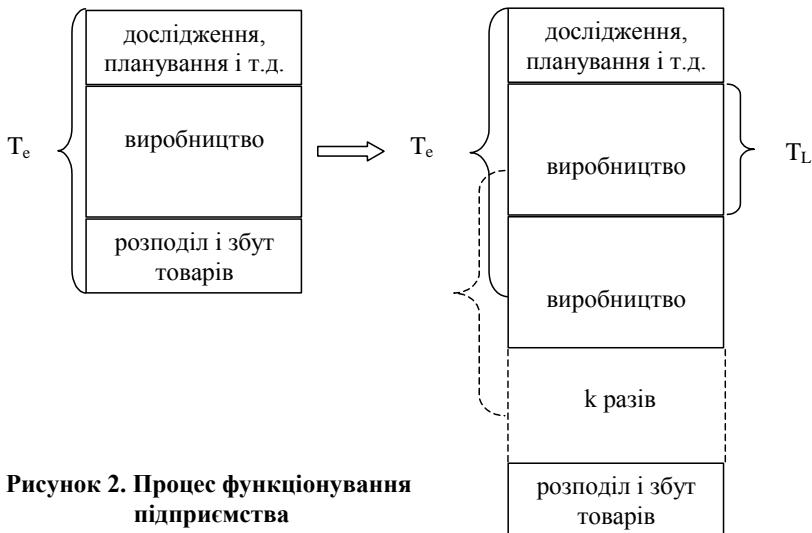 дослідження,
планування і т.д.
виробництво
розподіл і збут
товарів
Te
Te
дослідження,
планування і т.д.
виробництво
виробництво
k разів
розподіл і збут
товарів
TL
Рисунок 2. Процес функціонування
підприємства